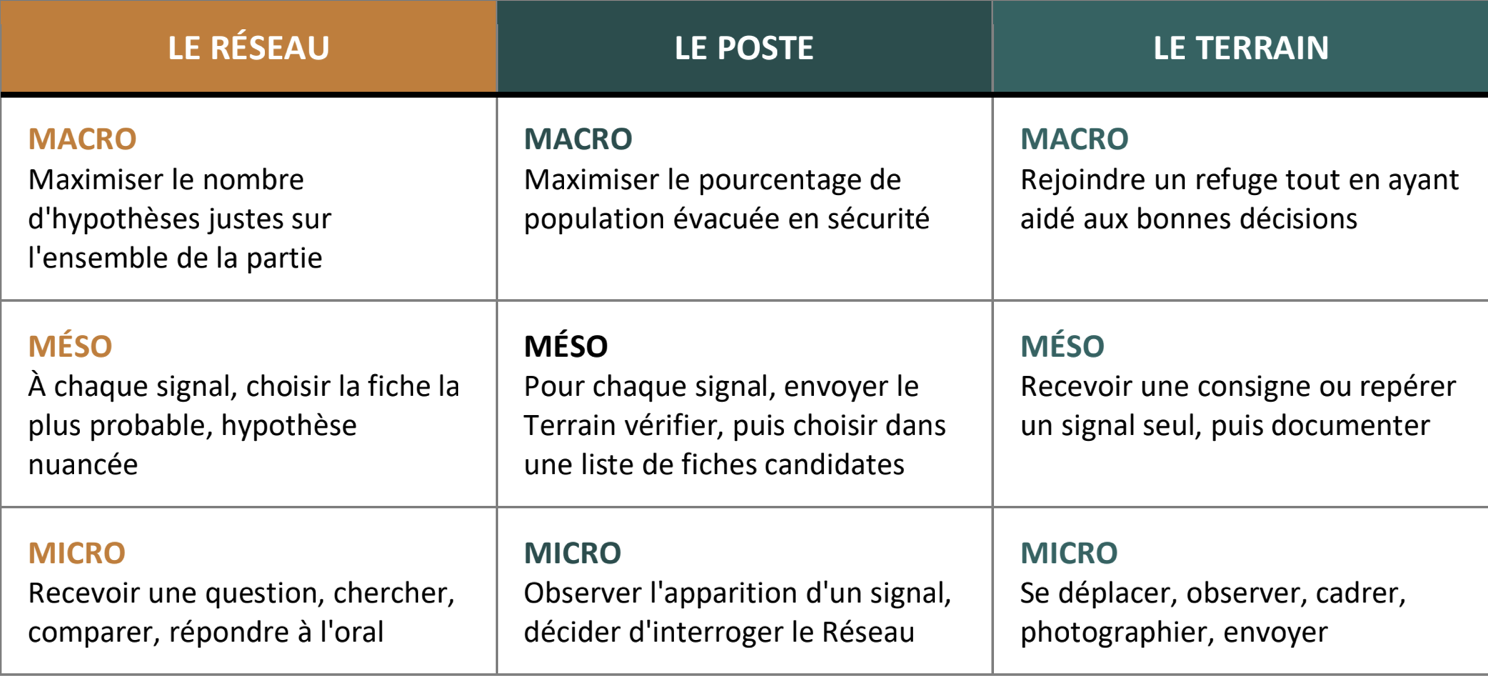 LE RÉSEAU
LE POSTE
LE TERRAIN
MACRO
Maximiser le nombre
d'hypothèses justes sur
l'ensemble de la partie
MACRO
Maximiser le pourcentage de
population évacuée en sécurité
MACRO
Rejoindre un refuge tout en ayant
aidé aux bonnes décisions
MÉSO
À chaque signal, choisir la fiche la
plus probable, hypothèse
nuancée
MÉSO
Pour chaque signal, envoyer le
Terrain vérifier, puis choisir dans
une liste de fiches candidates
MÉSO
Recevoir une consigne ou repérer
un signal seul, puis documenter
MICRO
Recevoir une question, chercher,
comparer, répondre à l'oral
MICRO
Observer l'apparition d'un signal,
décider d'interroger le Réseau
MICRO
Se déplacer, observer, cadrer,
photographier, envoyer